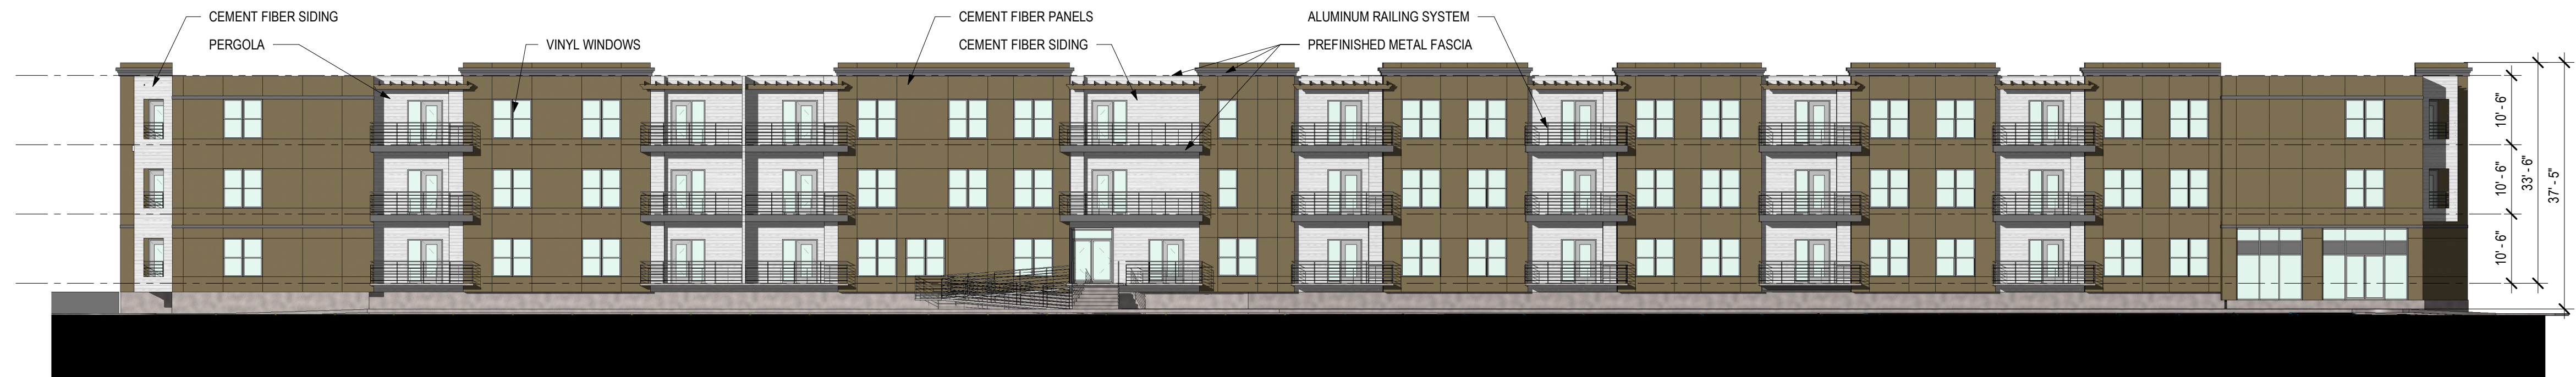 CEMENT FIBER SIDING
CEMENT FIBER PANELS
ALUMINUM RAILING SYSTEM
PERGOLA
VINYL WINDOWS
CEMENT FIBER SIDING
PREFINISHED METAL FASCIA
10' - 6"
10' - 6"
10' - 6"
33' - 6"
37' - 5"